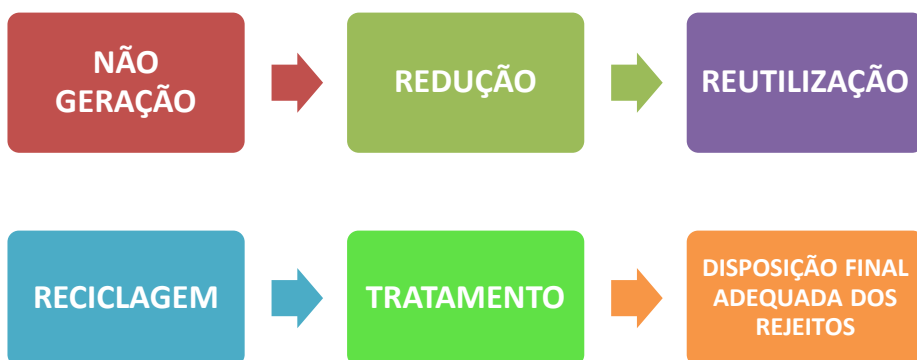 NÃO
GERAÇÃO
REDUÇÃO
REUTILIZAÇÃO
RECICLAGEM
TRATAMENTO
DISPOSIÇÃO FINAL
ADEQUADA DOS
REJEITOS